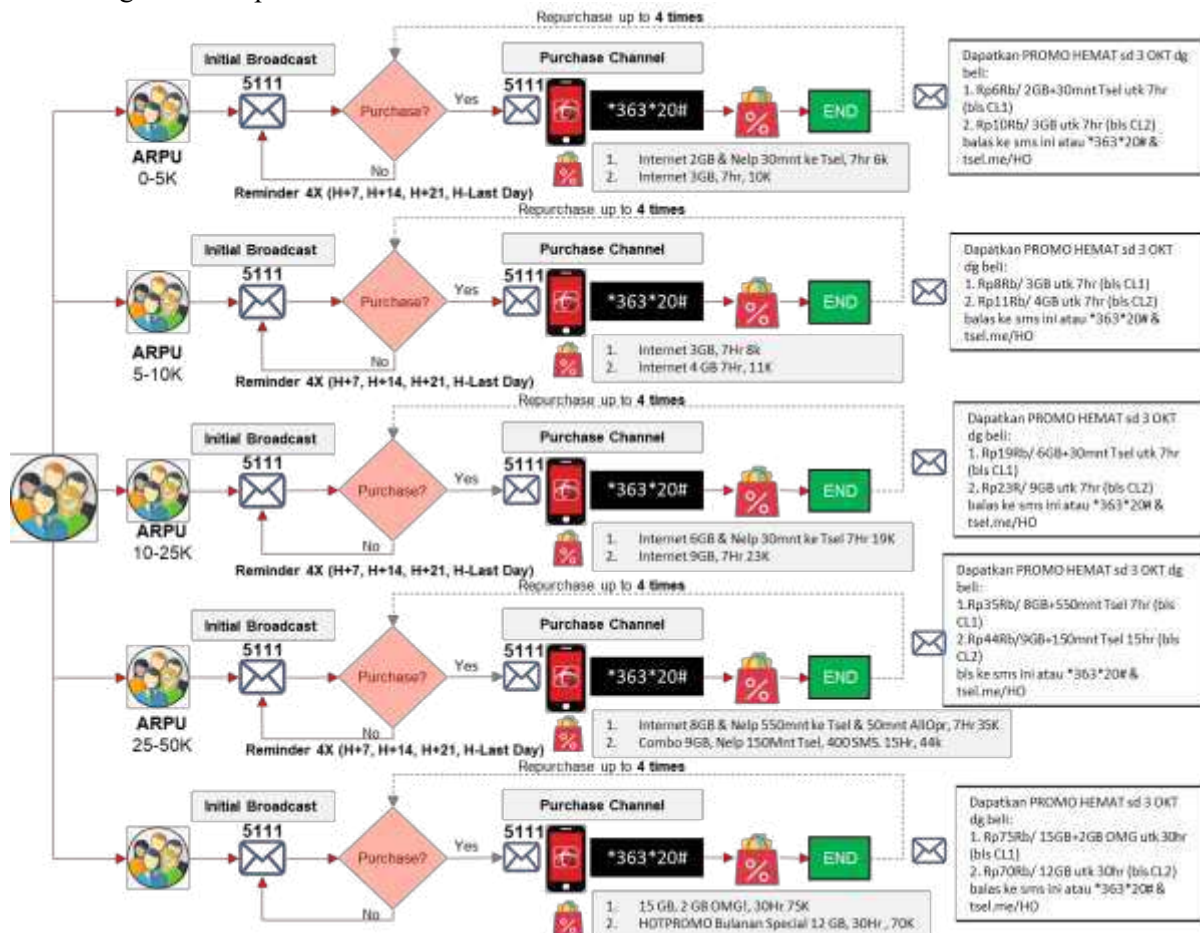 Repurchase up to 4 times
Initial Broadcast
5111
Purchase?
Yes
No
Purchase Channel
5111
*363*20#
%
END
ARPU
0-5K
1. Internet 2GB & Nelp 30mnt ke Tsel, 7hr 6k
2. Internet 3GB, 7hr, 10K
Reminder 4X (H+7, H+14, H+21, H-Last Day)
Dapatkan PROMO HEMAT sd 3 OKT dg
beli:
1. Rp6Rb/ 2GB+30mnt Tsel utk 7hr
(bls CL1)
2. Rp10Rb/ 3GB utk 7hr (bls CL2)
balas ke sms ini atau *363*20# &
tsel.me/HO
Repurchase up to 4 times
Initial Broadcast
5111
Purchase?
Yes
No
Purchase Channel
5111
*363*20#
%
END
ARPU
5-10K
1. Internet 3GB, 7Hr 8k
2. Internet 4 GB 7Hr, 11K
Reminder 4X (H+7, H+14, H+21, H-Last Day)
Dapatkan PROMO HEMAT sd 3 OKT
dg beli:
1. Rp8Rb/ 3GB utk 7hr (bls CL1)
2. Rp11Rb/ 4GB utk 7hr (bls CL2)
balas ke sms ini atau *363*20# &
tsel.me/HO
Repurchase up to 4 times
Initial Broadcast
5111
Purchase?
Yes
No
Purchase Channel
5111
*363*20#
%
END
ARPU
10-25K
1. Internet 6GB & Nelp 30mnt ke Tsel 7Hr 19K
2. Internet 9GB, 7Hr 23K
Reminder 4X (H+7, H+14, H+21, H-Last Day)
Dapatkan PROMO HEMAT sd 3 OKT
dg beli:
1. Rp19Rb/ 6GB+30mnt Tsel utk 7hr
(bls CL1)
2. Rp23R/ 9GB utk 7hr (bls CL2)
balas ke sms ini atau *363*20# &
tsel.me/HO
Repurchase up to 4 times
Initial Broadcast
5111
Purchase?
Yes
No
Purchase Channel
5111
*363*20#
%
END
ARPU
25-50K
1. Internet 8GB & Nelp 550mnt ke Tsel & 50mnt AllOpr, 7Hr 35K
2. Combo 9GB, Nelp 150Mnt Tsel, 400 SMS. 15Hr, 44k
Reminder 4X (H+7, H+14, H+21, H-Last Day)
Dapatkan PROMO HEMAT sd 3 OKT dg
beli:
1.Rp35Rb/ 8GB+550mnt Tsel 7hr (bls
CL1)
2.Rp44Rb/9GB+150mnt Tsel 15hr (bls
CL2)
bls ke sms ini atau *363*20# &
tsel.me/HO
Repurchase up to 4 times
Initial Broadcast
5111
Purchase?
Yes
No
Purchase Channel
5111
*363*20#
%
END
1. 15 GB, 2 GB OMG!, 30Hr 75K
2. HOTPROMO Bulanan Special 12 GB, 30Hr , 70K
Dapatkan PROMO HEMAT sd 3 OKT
dg beli:
1. Rp75Rb/ 15GB+2GB OMG utk 30hr
(bls CL1)
2. Rp70Rb/ 12GB utk 30hr (bls CL2)
balas ke sms ini atau *363*20# &
tsel.me/HO